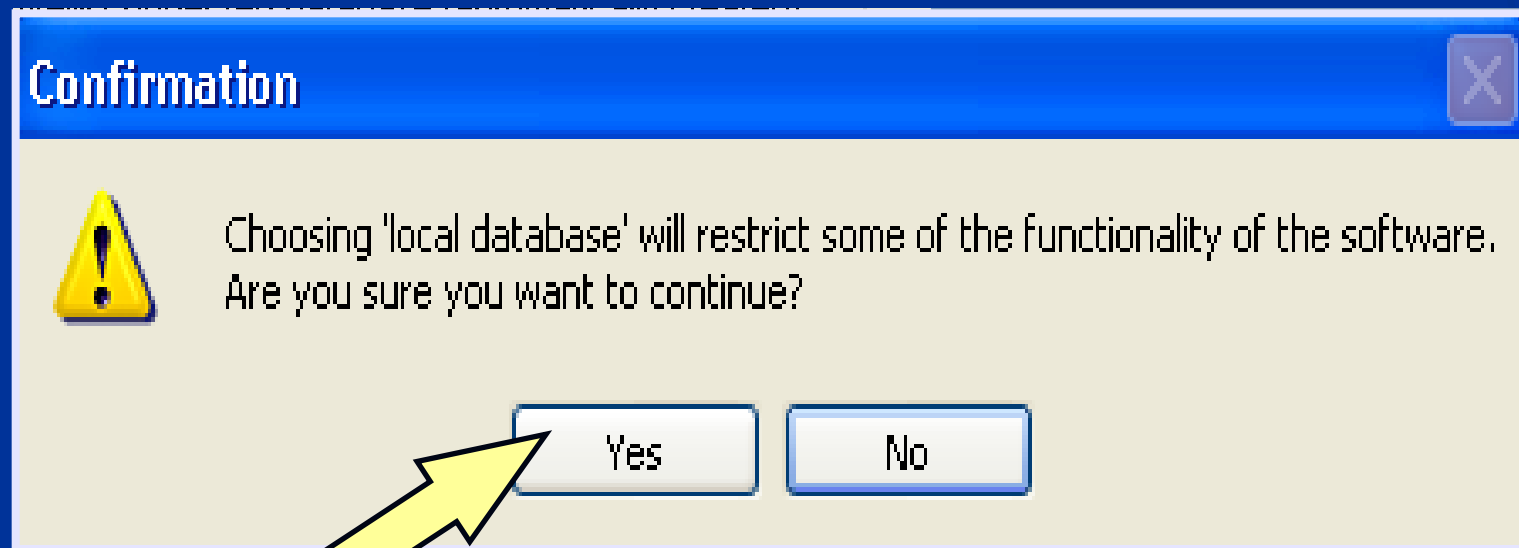 Confirmation
Choosing 'local database' will restrict some of the functionality of the software.
Are you sure you want to continue?
Yes
No